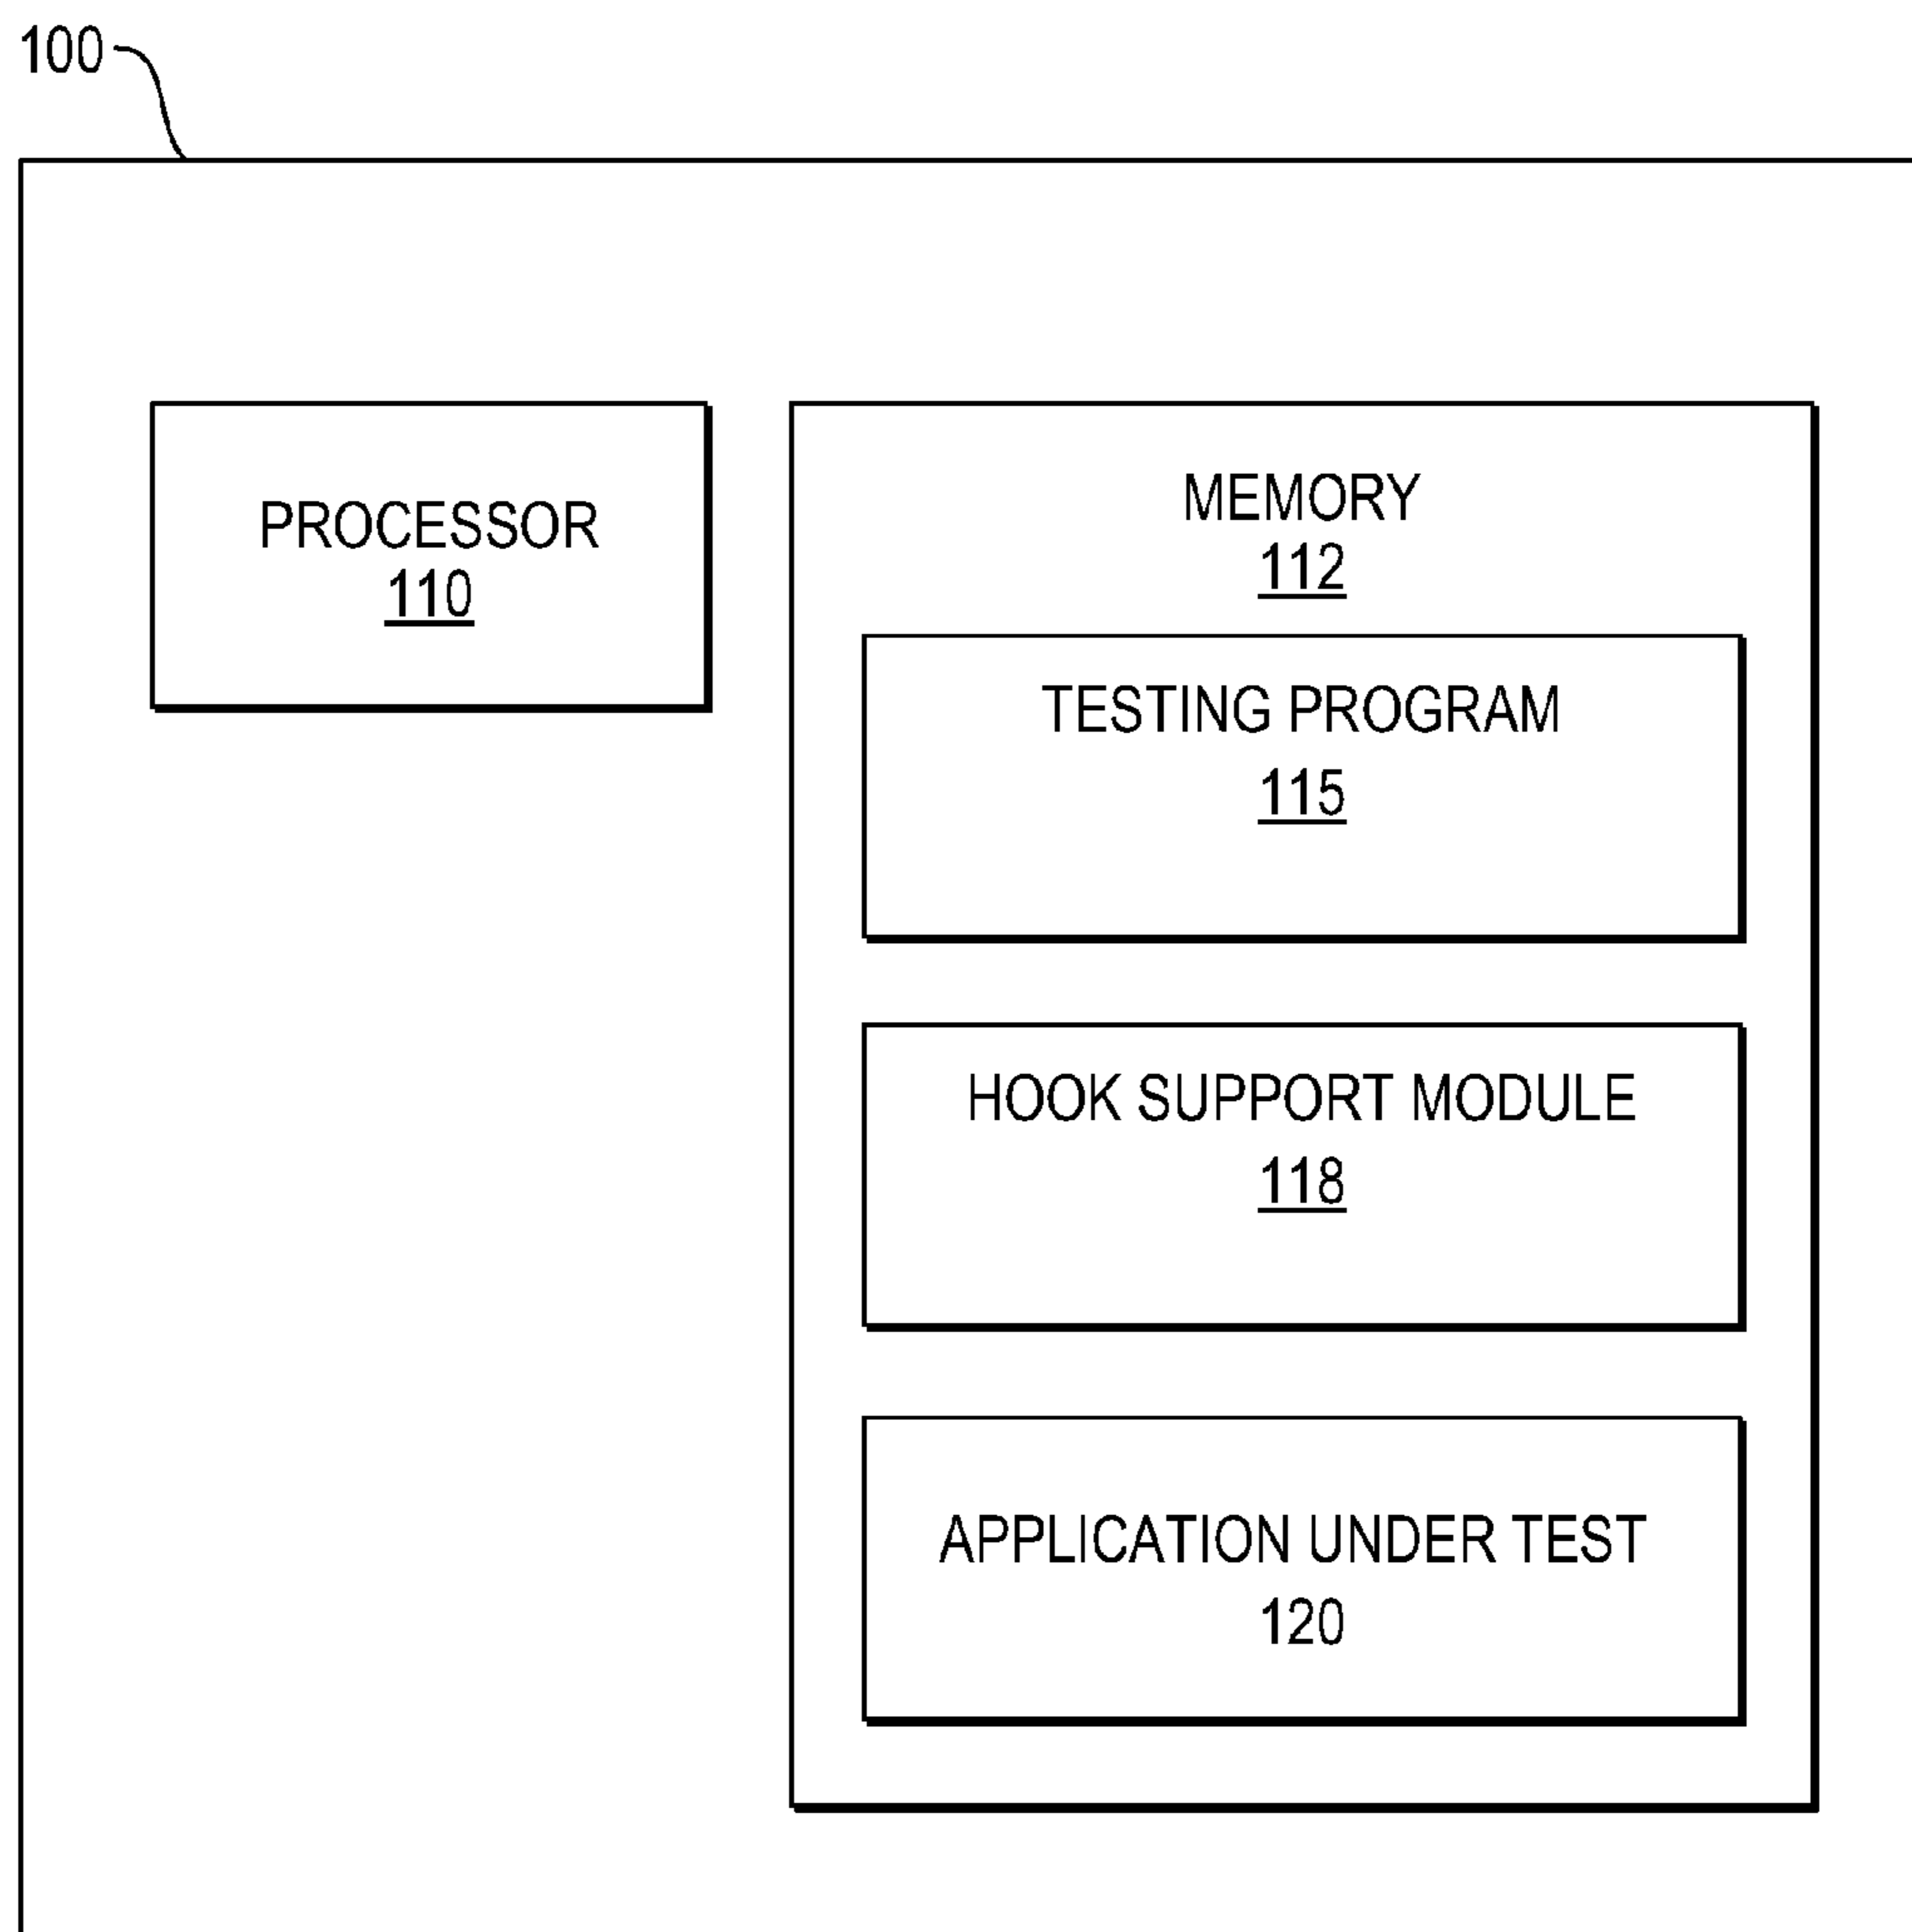 100
PROCESSOR
110
MEMORY
112
TESTING PROGRAM
115
HOOK SUPPORT MODULE
118
APPLICATION UNDER TEST
120